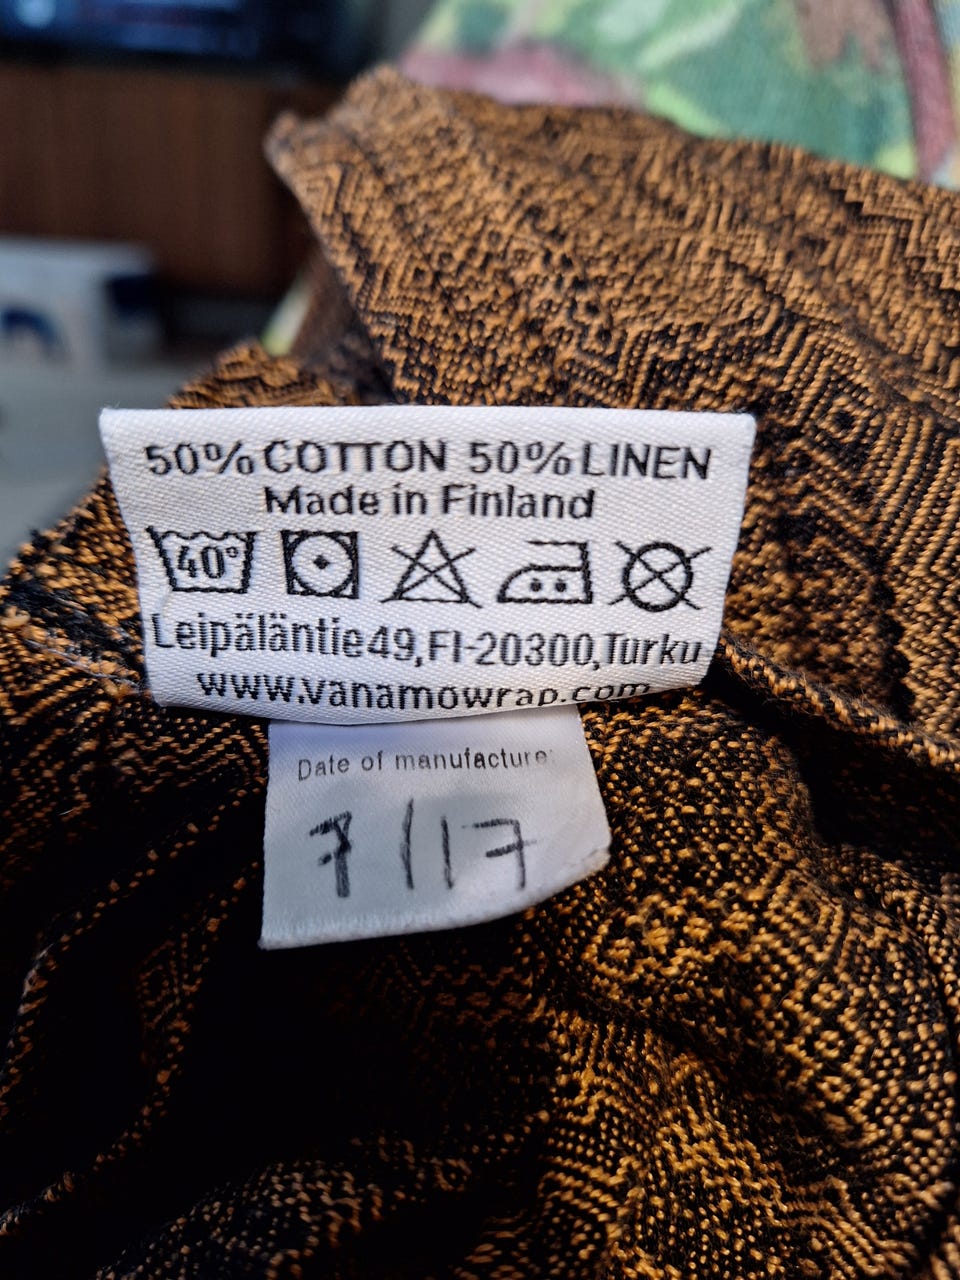 50% COTTON 50% LINEN
Made in Finland
40°
Leipäläntie49,FI-20300,Turku
www.vanamowrap.com
Date of manufacture:
7/17